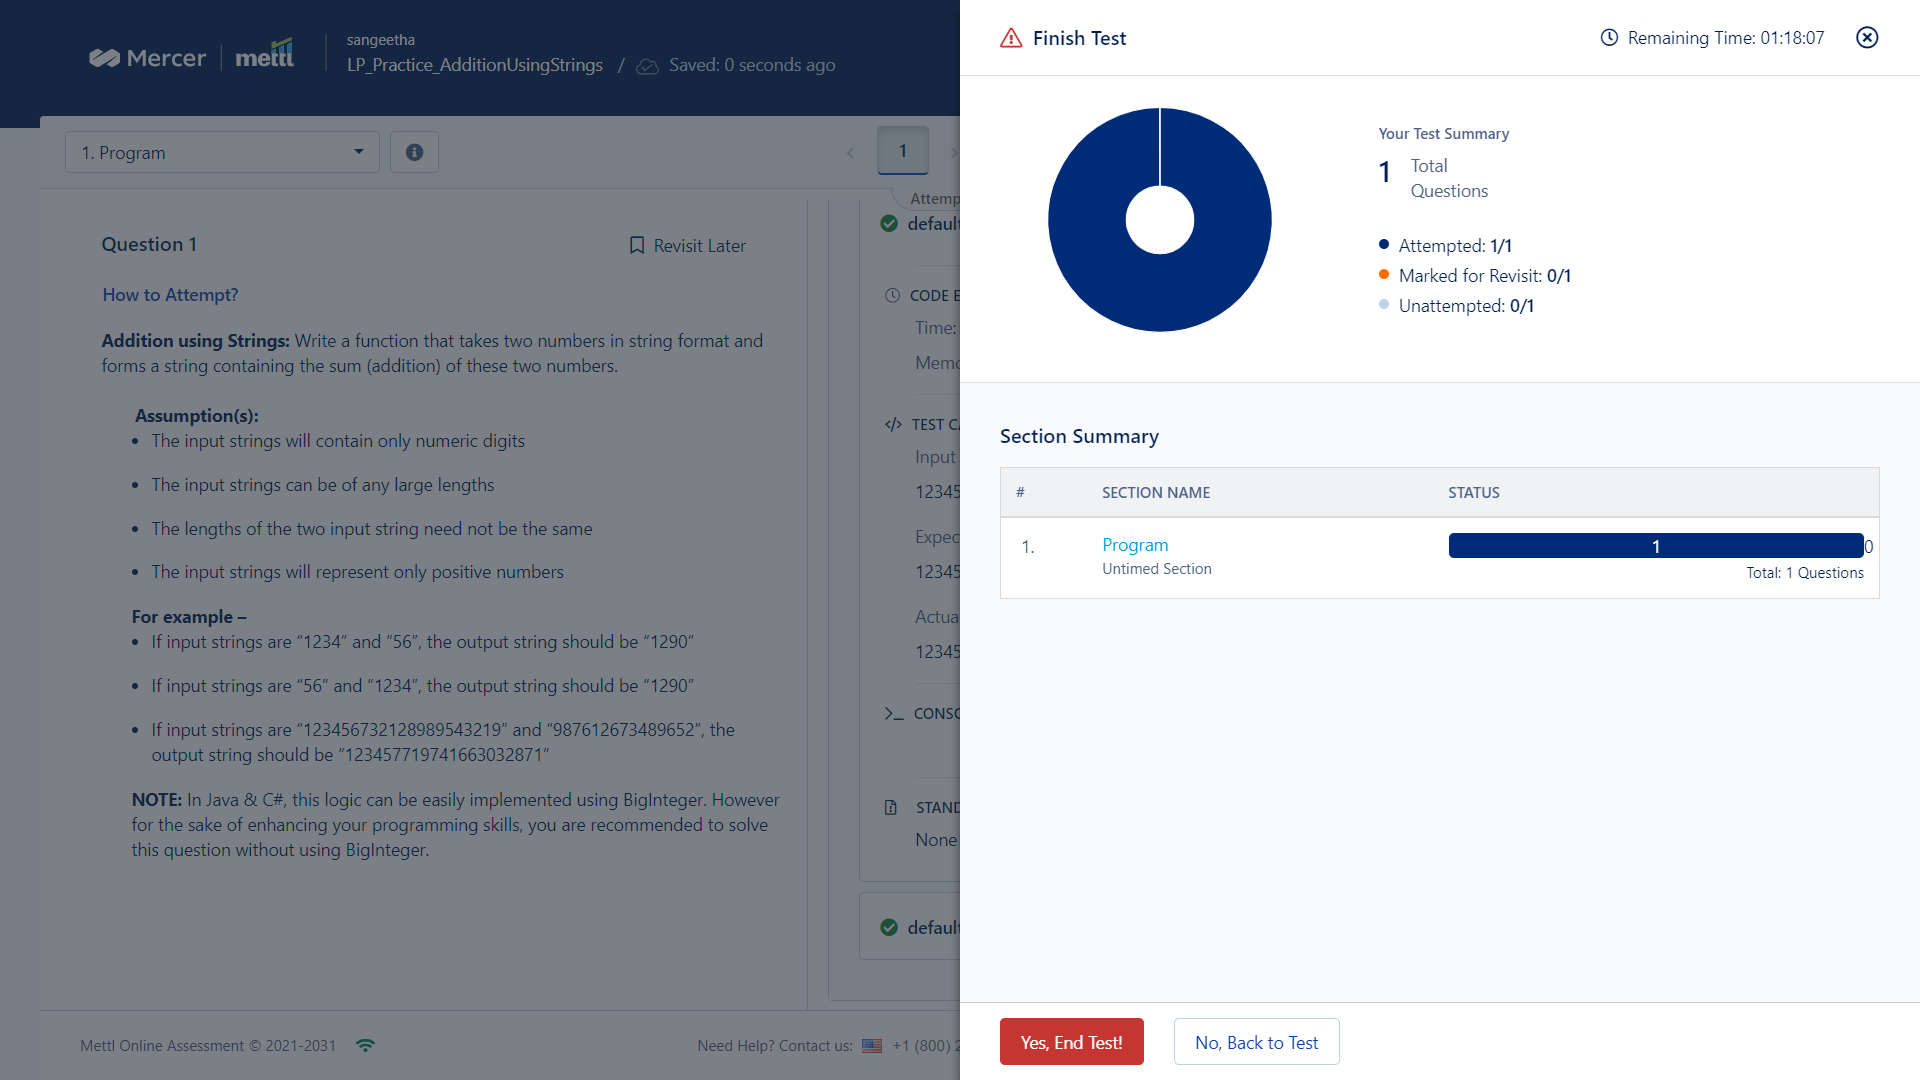 Mercer mettl
sangeetha
LP_Practice_AdditionUsingStrings / Saved: 0 seconds ago
1. Program
1
Question 1
Revisit Later
How to Attempt?
Addition using Strings: Write a function that takes two numbers in string format and
forms a string containing the sum (addition) of these two numbers.
Assumption(s):
• The input strings will contain only numeric digits
• The input strings can be of any large lengths
• The lengths of the two input string need not be the same
• The input strings will represent only positive numbers
For example –
• If input strings are “1234” and “56”, the output string should be “1290”
• If input strings are “56” and “1234”, the output string should be “1290”
• If input strings are “123456732128989543219” and “987612673489652”, the
output string should be “123457719741663032871”
NOTE: In Java & C#, this logic can be easily implemented using BigInteger. However
for the sake of enhancing your programming skills, you are recommended to solve
this question without using BigInteger.
Attemp
default
CODE E
Time:
Memo
</> TEST CA
Input
12345
Expec
12345
Actua
12345
>_ CONSO
STAND
None
default
Mettl Online Assessment © 2021-2031
Need Help? Contact us: +1 (800) 2
Finish Test
Remaining Time: 01:18:07
Your Test Summary
1 Total
Questions
Attempted: 1/1
Marked for Revisit: 0/1
Unattempted: 0/1
Section Summary
# SECTION NAME STATUS
1. Program 1 0
Untimed Section Total: 1 Questions
Yes, End Test!
No, Back to Test